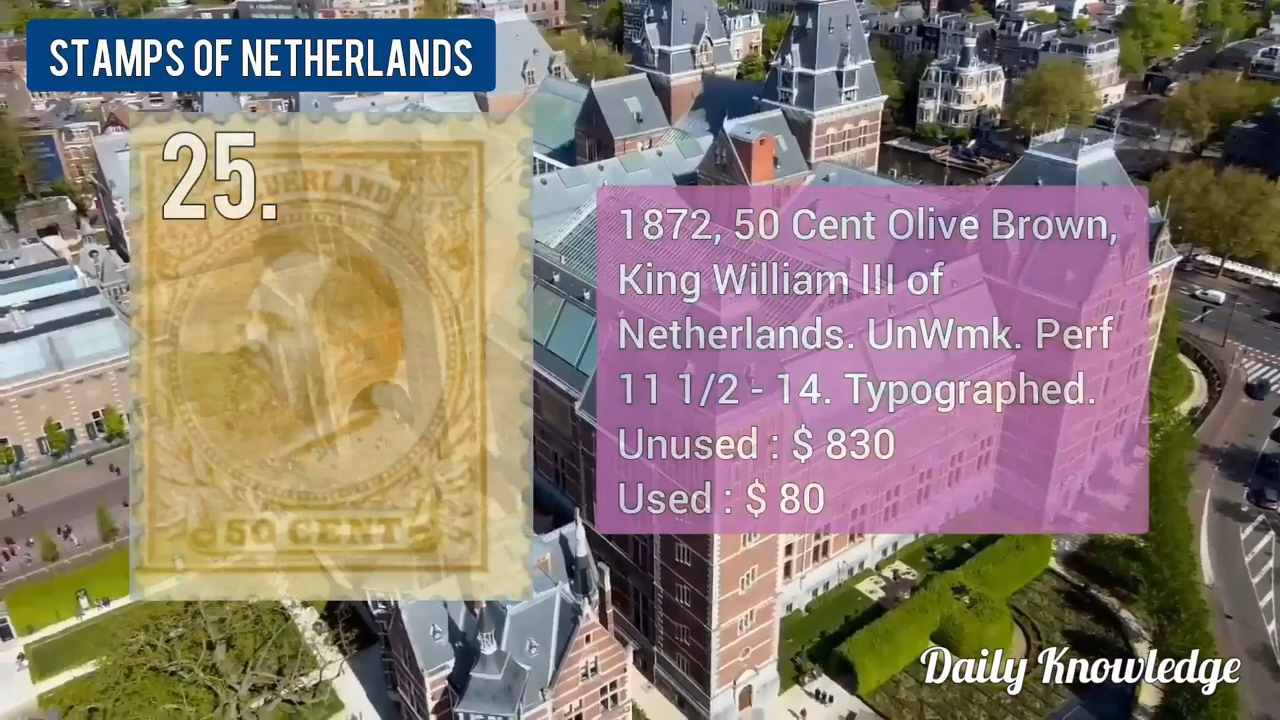 STAMPS OF NETHERLANDS
25.
50 CENT
1872, 50 Cent Olive Brown,
King William III of
Netherlands. UnWmk. Perf
11 1/2 - 14. Typographed.
Unused : $ 830
Used : $ 80
Daily Knowledge